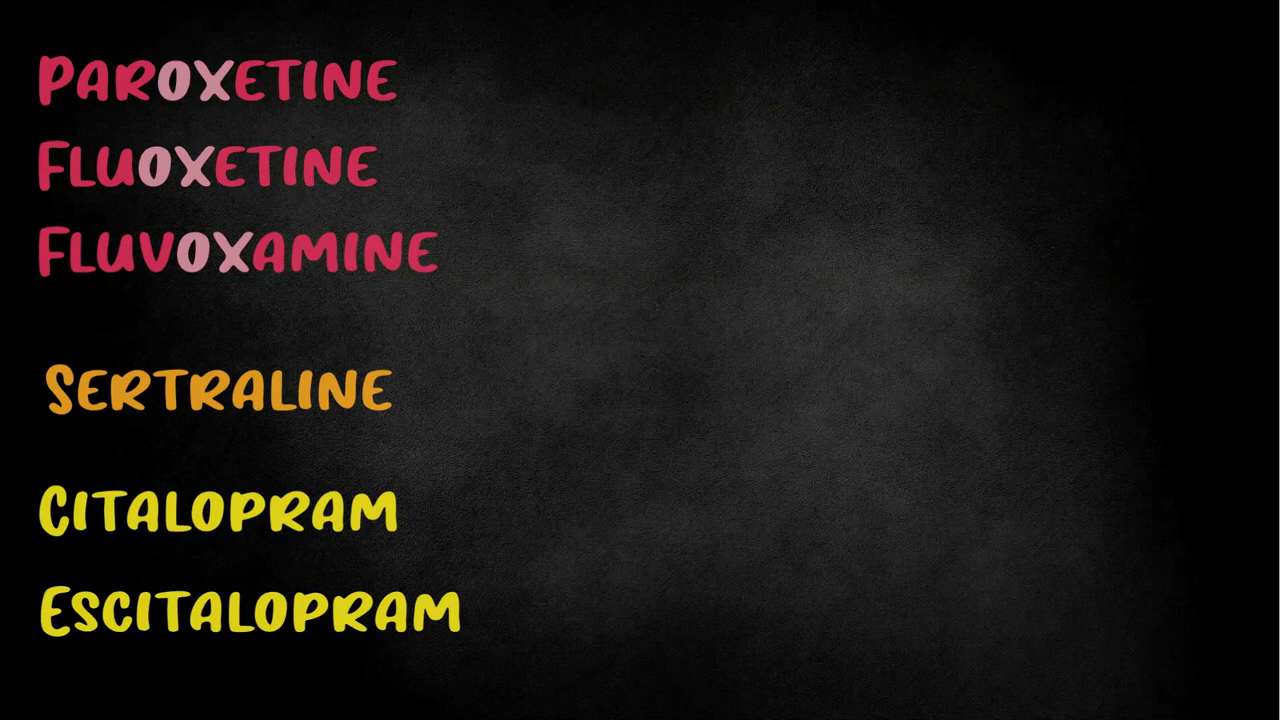 Paroxetine
Fluoxetine
Fluvoxamine
Sertraline
Citalopram
Escitalopram